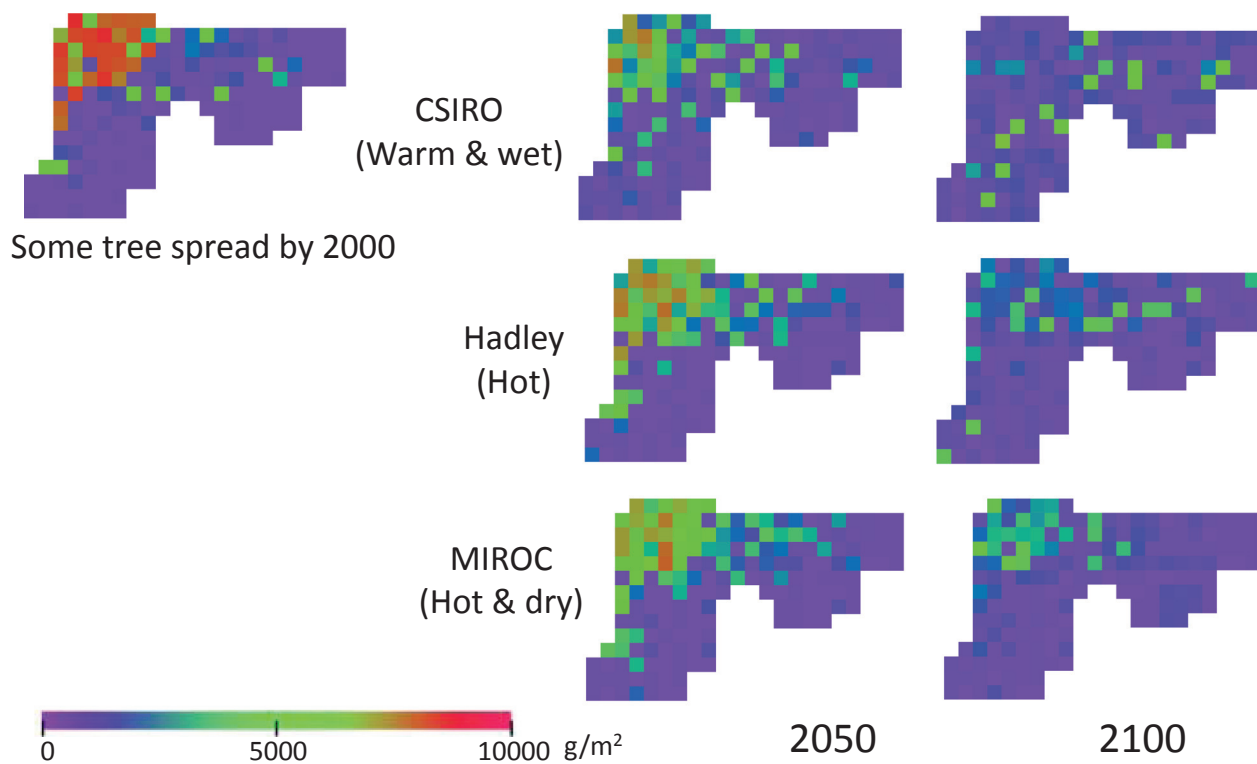 CSIRO
(Warm & wet)
Some tree spread by 2000
Hadley
(Hot)
MIROC
(Hot & dry)
0 5000 10000 g/m²
2050 2100